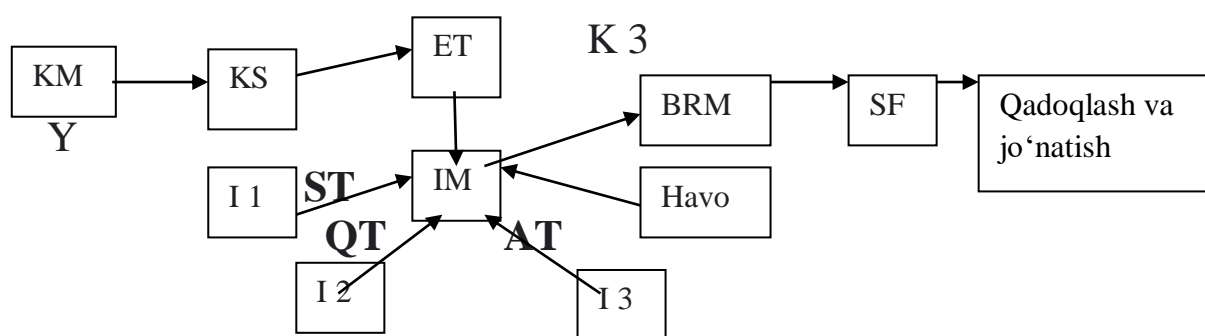 ET
K 3
KM
KS
BRM
SF
Qadoqlash va
jo‘natish
Y
I 1
ST
IM
Havo
QT
AT
I 2
I 3